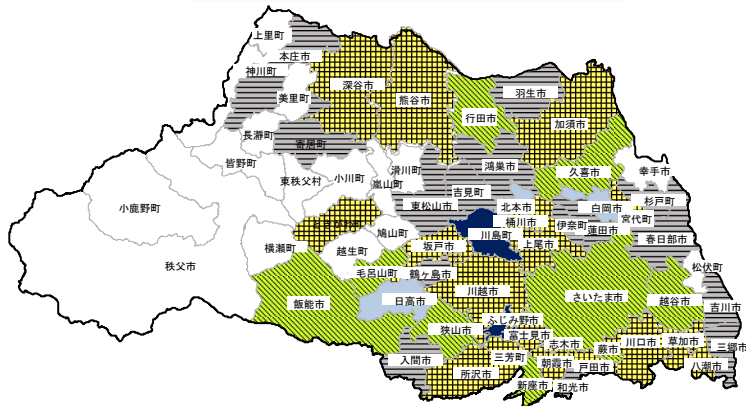 上里町
本庄市
神川町
美里町
深谷市
熊谷市
行田市
羽生市
加須市
長瀞町
寄居町
皆野町
東秩父村
小川町
滑川町
嵐山町
鴻巣市
吉見町
東松山市
久喜市
幸手市
杉戸町
白岡市
宮代町
北本市
桶川市
伊奈町
蓮田市
春日部市
小鹿野町
秩父市
横瀬町
越生町
鳩山町
坂戸市
川島町
上尾市
毛呂山町
鶴ヶ島市
飯能市
日高市
川越市
さいたま市
越谷市
松伏町
吉川市
狭山市
ふじみ野市
富士見市
入間市
所沢市
三芳町
志木市
朝霞市
新座市
和光市
戸田市
蕨市
川口市
草加市
八潮市
三郷市